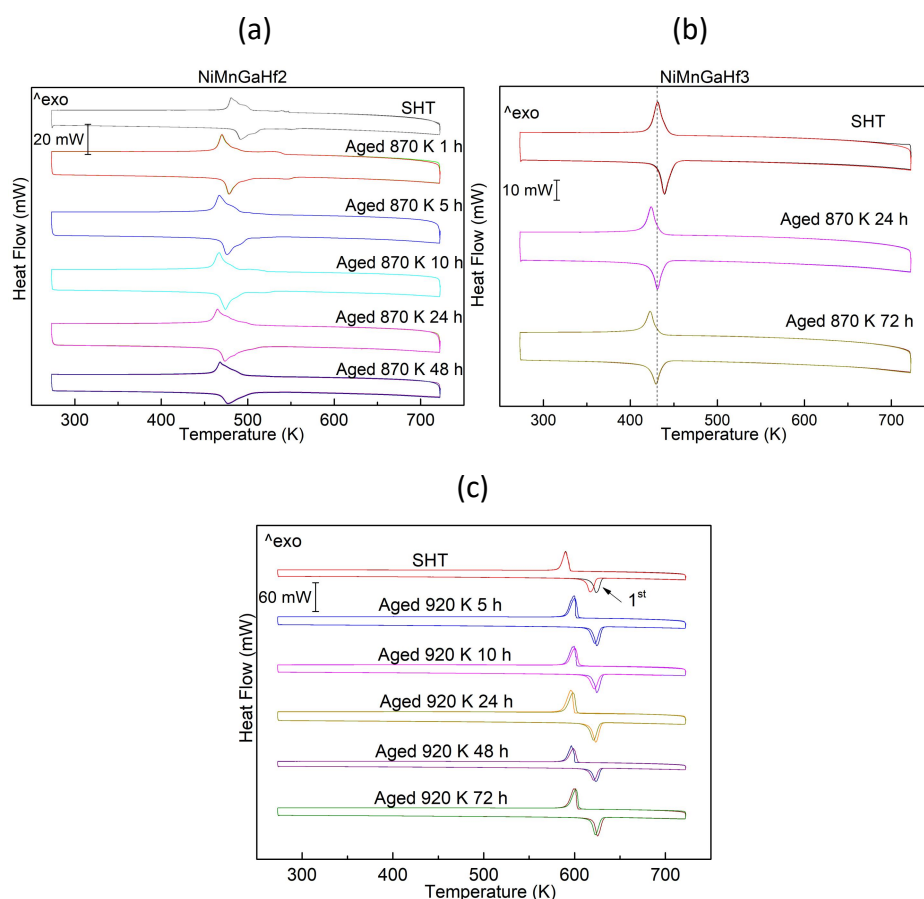 (a)
NiMnGaHf2
^exo
SHT
20 mW
Aged 870 K 1 h
Aged 870 K 5 h
Aged 870 K 10 h
Aged 870 K 24 h
Aged 870 K 48 h
Heat Flow (mW)
300 400 500 600 700
Temperature (K)
(b)
NiMnGaHf3
^exo
SHT
10 mW
Aged 870 K 24 h
Aged 870 K 72 h
Heat Flow (mW)
300 400 500 600 700
Temperature (K)
(c)
^exo
SHT
60 mW
1st
Aged 920 K 5 h
Aged 920 K 10 h
Aged 920 K 24 h
Aged 920 K 48 h
Aged 920 K 72 h
Heat Flow (mW)
300 400 500 600 700
Temperature (K)